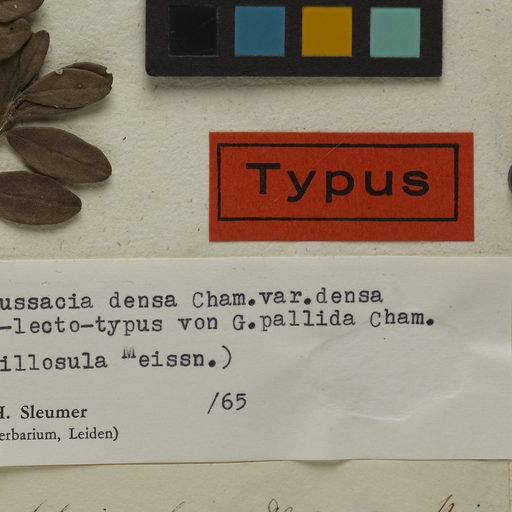 Typus
ussacia densa Cham.var.densa
-lecto-typus von G.pallida Cham.
illosula Meissn.)
/65
H. Sleumer
erbarium, Leiden)